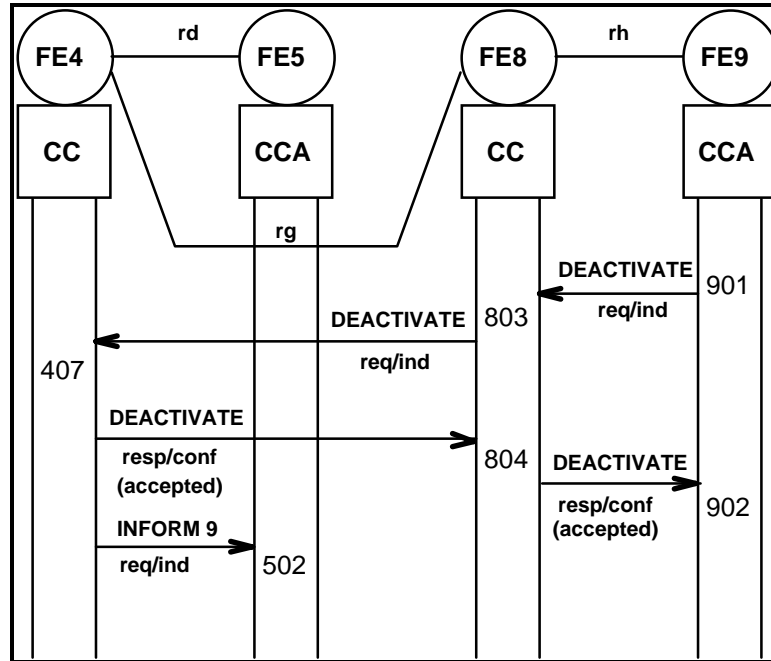 rd
rh
FE4
FE5
FE8
FE9
CC
CCA
CC
CCA
rg
DEACTIVATE
901
req/ind
DEACTIVATE
803
req/ind
407
DEACTIVATE
resp/conf
(accepted)
804
DEACTIVATE
resp/conf
(accepted)
902
INFORM 9
req/ind
502